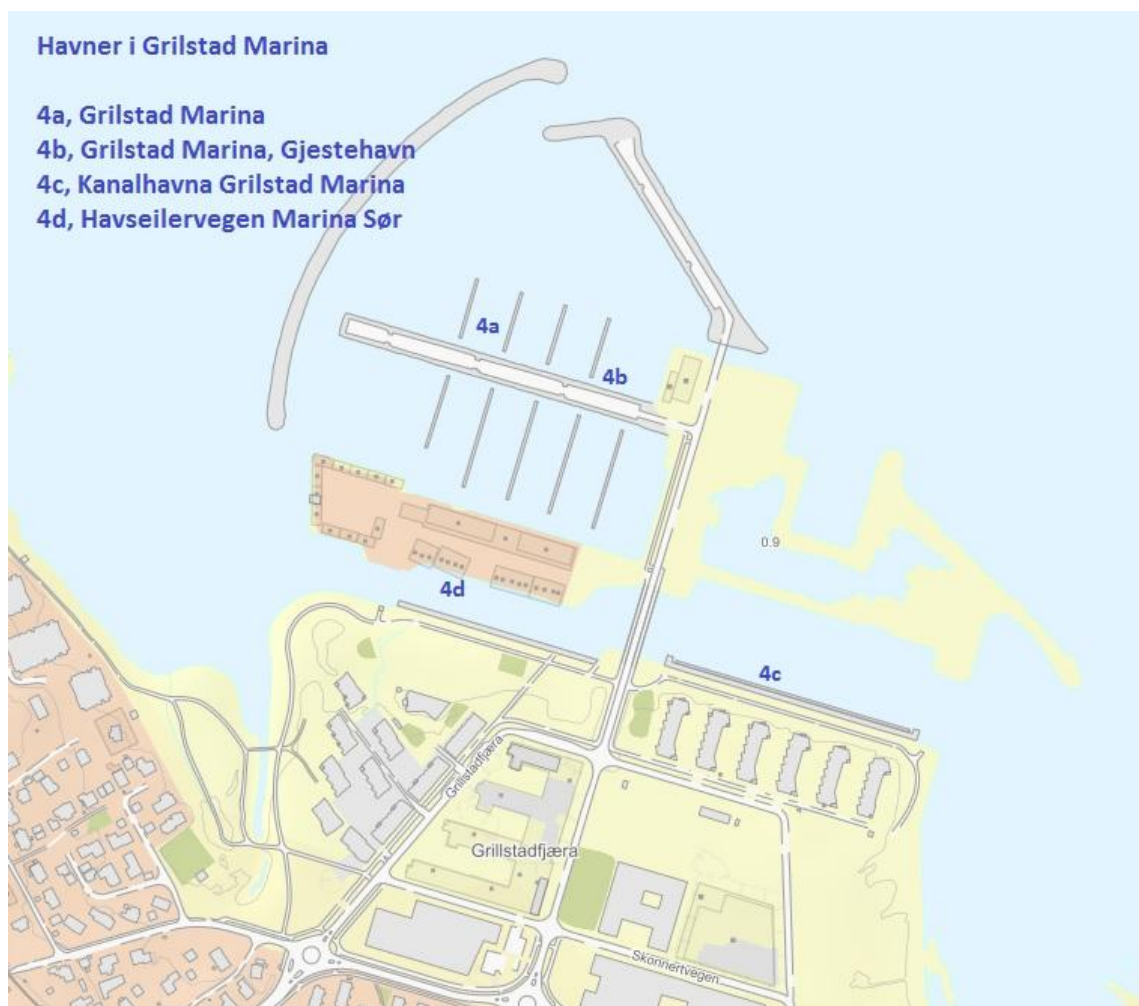 Havner i Grilstad Marina
4a, Grilstad Marina
4b, Grilstad Marina, Gjestehavn
4c, Kanalhavna Grilstad Marina
4d, Havseilervegen Marina Sør
4a
4b
0.9
4d
4c
Grillstadfjæra
Grillstadfjæra
Skonnertvegen